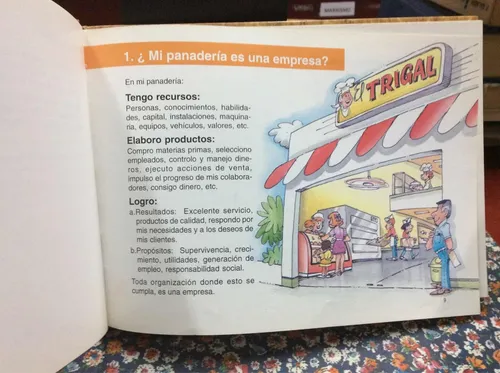 1. ¿ Mi panadería es una empresa?
En mi panadería:
Tengo recursos:
Personas, conocimientos, habilida-
des, capital, instalaciones, maquina-
ria, equipos, vehículos, valores, etc.
Elaboro productos:
Compro materias primas, selecciono
empleados, controlo y manejo dine-
ros, ejecuto acciones de venta,
impulso el progreso de mis colabora-
dores, consigo dinero, etc.
Logro:
a.Resultados: Excelente servicio,
productos de calidad, respondo por
mis necesidades y a los deseos de
mis clientes.
b.Propósitos: Supervivencia, creci-
miento, utilidades, generación de
empleo, responsabilidad social.
Toda organización donde esto se
cumpla, es una empresa.
El TRIGAL